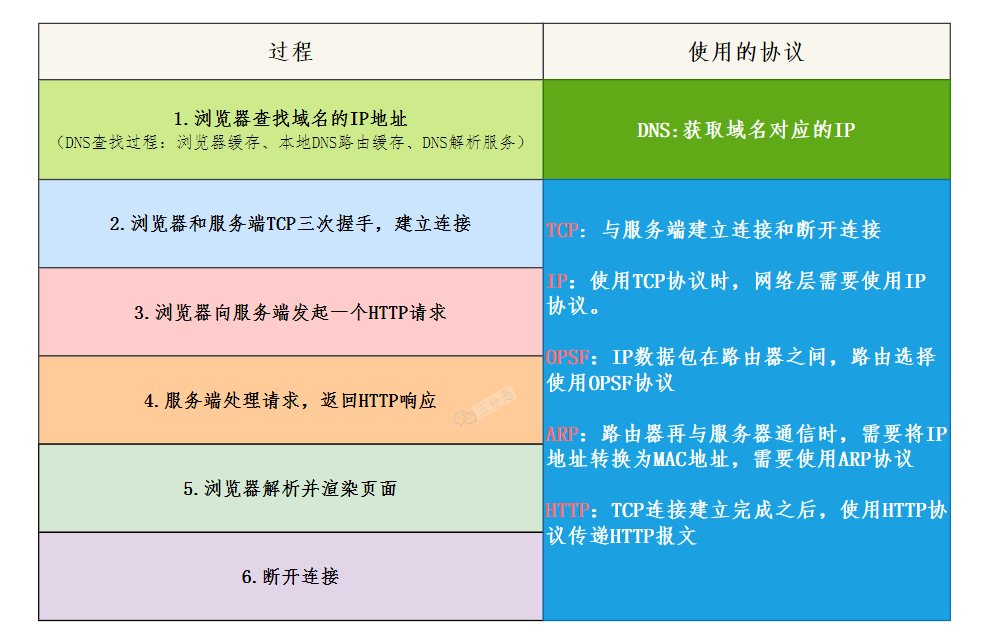 过程
使用的协议
1.浏览器查找域名的IP地址
（DNS查找过程：浏览器缓存、本地DNS路由缓存、DNS解析服务）
DNS:获取域名对应的IP
2.浏览器和服务端TCP三次握手，建立连接
3.浏览器向服务端发起一个HTTP请求
4.服务端处理请求，返回HTTP响应
三分恶
5.浏览器解析并渲染页面
6.断开连接
TCP：与服务端建立连接和断开连接
IP：使用TCP协议时，网络层需要使用IP
协议。
OPSF：IP数据包在路由器之间，路由选择
使用OPSF协议
ARP：路由器再与服务器通信时，需要将IP
地址转换为MAC地址，需要使用ARP协议
HTTP：TCP连接建立完成之后，使用HTTP协
议传递HTTP报文